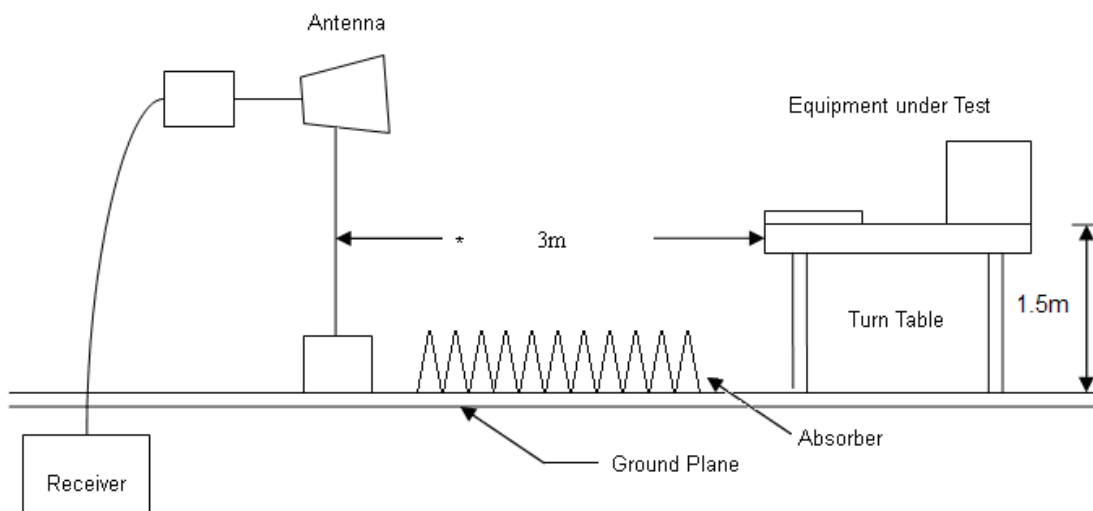 Antenna
Equipment under Test
* 3m
1.5m
Turn Table
Absorber
Ground Plane
Receiver